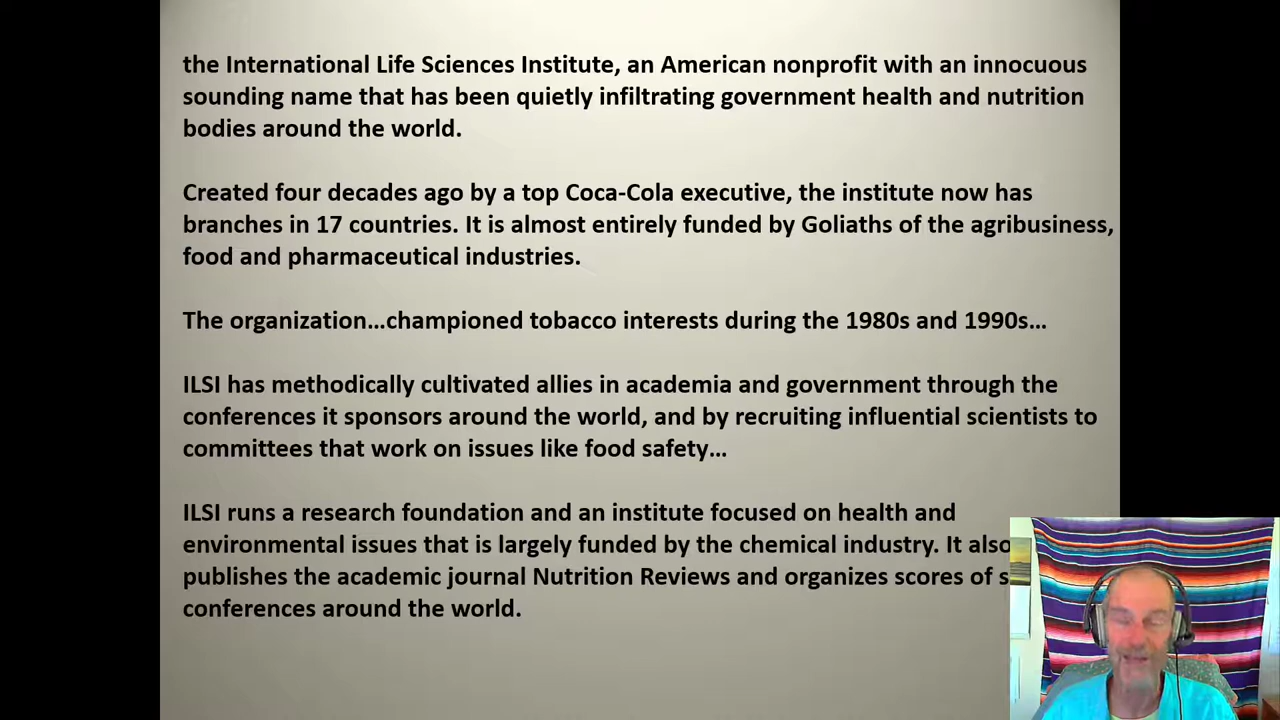 the International Life Sciences Institute, an American nonprofit with an innocuous
sounding name that has been quietly infiltrating government health and nutrition
bodies around the world.
Created four decades ago by a top Coca-Cola executive, the institute now has
branches in 17 countries. It is almost entirely funded by Goliaths of the agribusiness,
food and pharmaceutical industries.
The organization…championed tobacco interests during the 1980s and 1990s…
ILSI has methodically cultivated allies in academia and government through the
conferences it sponsors around the world, and by recruiting influential scientists to
committees that work on issues like food safety…
ILSI runs a research foundation and an institute focused on health and
environmental issues that is largely funded by the chemical industry. It also
publishes the academic journal Nutrition Reviews and organizes scores of
conferences around the world.